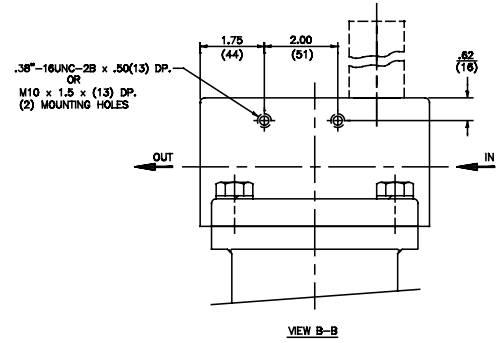 1.75
(44)
2.00
(51)
.62
(16)
.38"-16UNC-2B x .50(13) DP.
OR
M10 x 1.5 x (13) DP.
(2) MOUNTING HOLES
OUT
IN
VIEW B-B